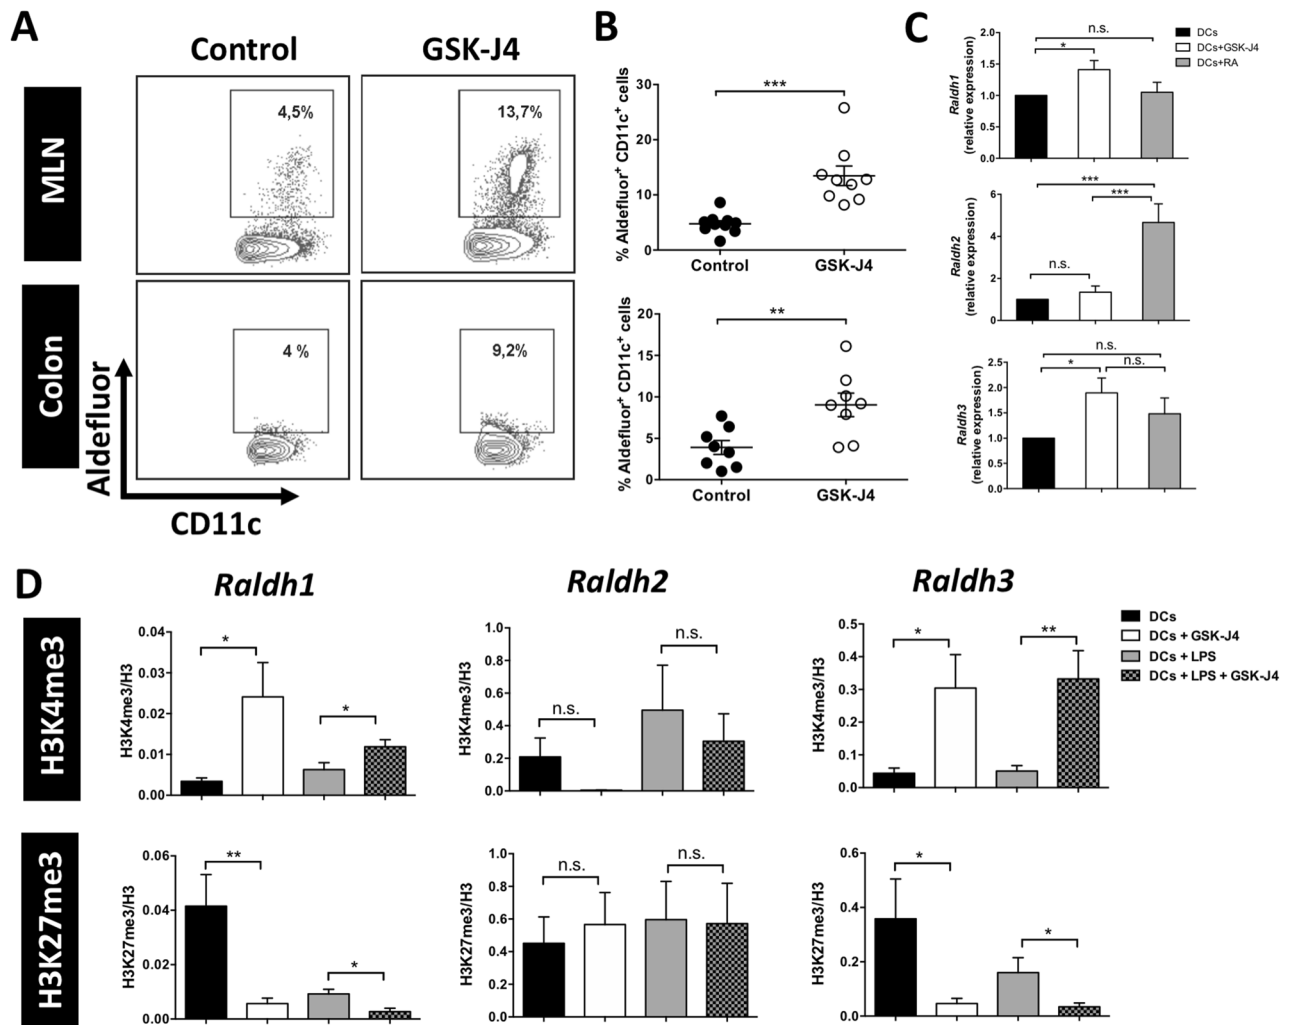 A
Control
GSK-J4
MLN
4,5%
13,7%
Colon
4 %
9,2%
Aldefluor
CD11c
B
% Aldefluor+ CD11c+ cells
30
20
10
0
***
Control
GSK-J4
% Aldefluor+ CD11c+ cells
20
15
10
5
0
**
Control
GSK-J4
C
DCs
DCs+GSK-J4
DCs+RA
Raldh1
(relative expression)
2.0
1.5
1.0
0.5
0.0
n.s.
*
Raldh2
(relative expression)
6
4
2
0
***
***
n.s.
Raldh3
(relative expression)
2.5
2.0
1.5
1.0
0.5
0.0
n.s.
*
n.s.
D
Raldh1
Raldh2
Raldh3
DCs
DCs + GSK-J4
DCs + LPS
DCs + LPS + GSK-J4
H3K4me3
H3K4me3/H3
0.04
0.03
0.02
0.01
0.00
*
*
H3K4me3/H3
1.0
0.8
0.6
0.4
0.2
0.0
n.s.
n.s.
H3K4me3/H3
0.5
0.4
0.3
0.2
0.1
0.0
*
**
H3K27me3
H3K27me3/H3
0.06
0.04
0.02
0.00
**
*
H3K27me3/H3
1.0
0.8
0.6
0.4
0.2
0.0
n.s.
n.s.
H3K27me3/H3
0.6
0.4
0.2
0.0
*
*